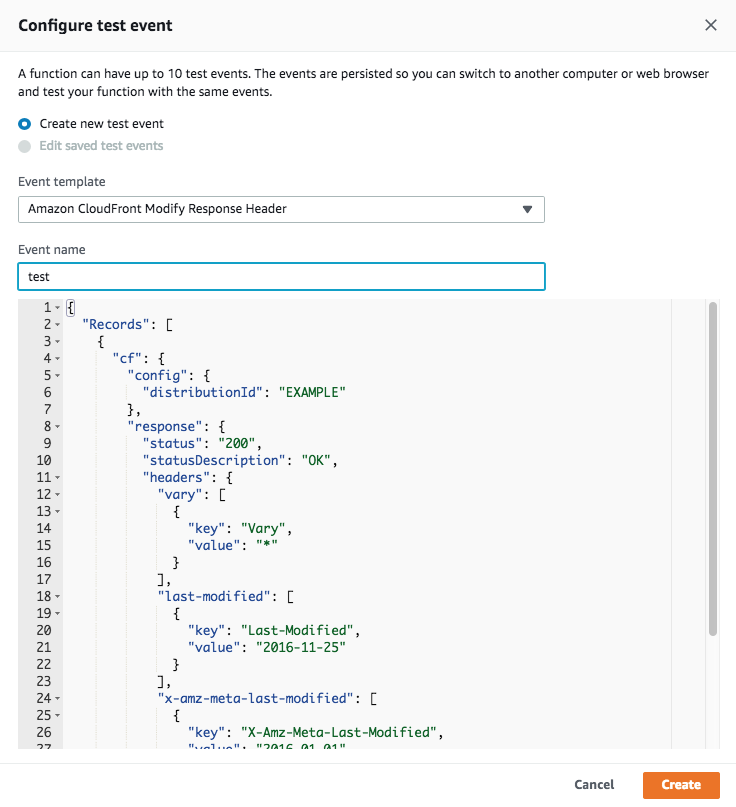 Configure test event
A function can have up to 10 test events. The events are persisted so you can switch to another computer or web browser
and test your function with the same events.
Create new test event
Edit saved test events
Event template
Amazon CloudFront Modify Response Header
Event name
test
1 {
2 "Records": [
3 {
4 "cf": {
5 "config": {
6 "distributionId": "EXAMPLE"
7 },
8 "response": {
9 "status": "200",
10 "statusDescription": "OK",
11 "headers": {
12 "vary": [
13 {
14 "key": "Vary",
15 "value": "*"
16 }
17 ],
18 "last-modified": [
19 {
20 "key": "Last-Modified",
21 "value": "2016-11-25"
22 }
23 ],
24 "x-amz-meta-last-modified": [
25 {
26 "key": "X-Amz-Meta-Last-Modified",
27 "value": "2016-01-01"
Cancel
Create